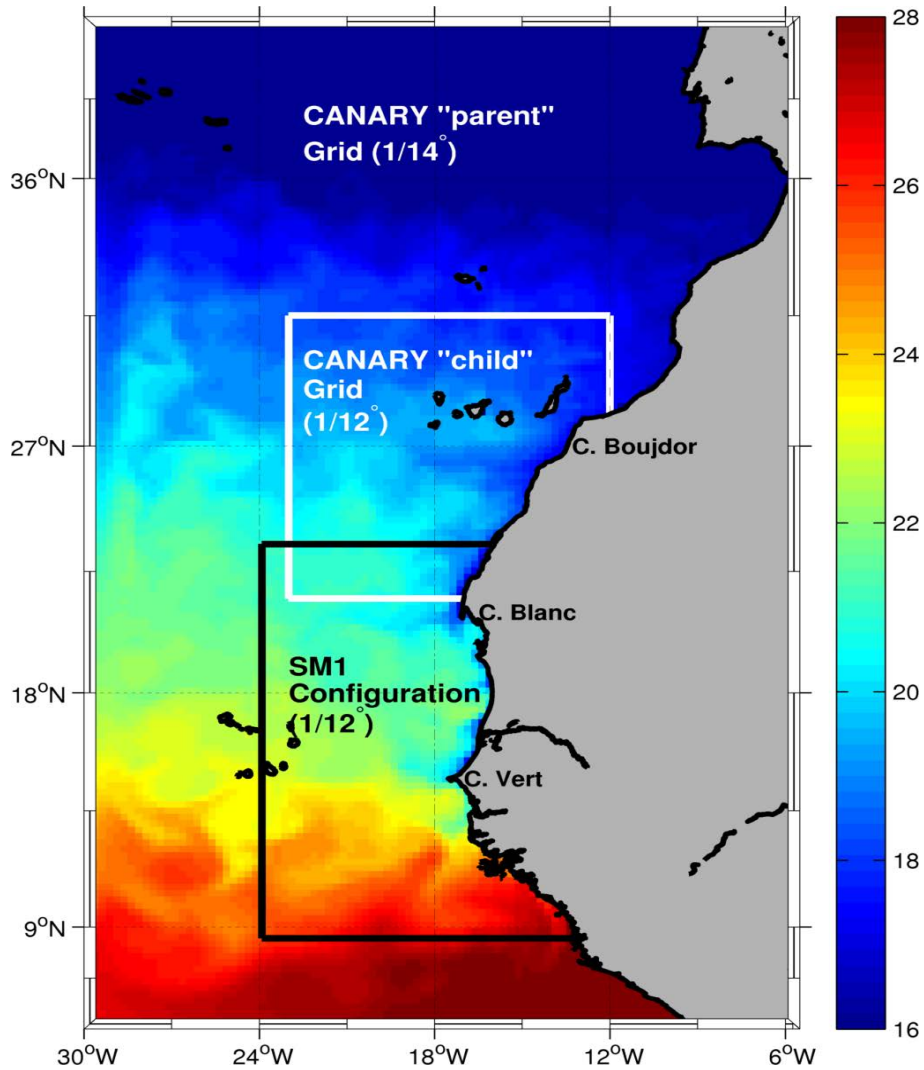 28
CANARY "parent"
Grid (1/14°)
26
36°N
24
CANARY "child"
Grid
(1/12°)
27°N
C. Boujdor
22
C. Blanc
20
SM1
Configuration
(1/12°)
18°N
C. Vert
18
9°N
16
30°W 24°W 18°W 12°W 6°W